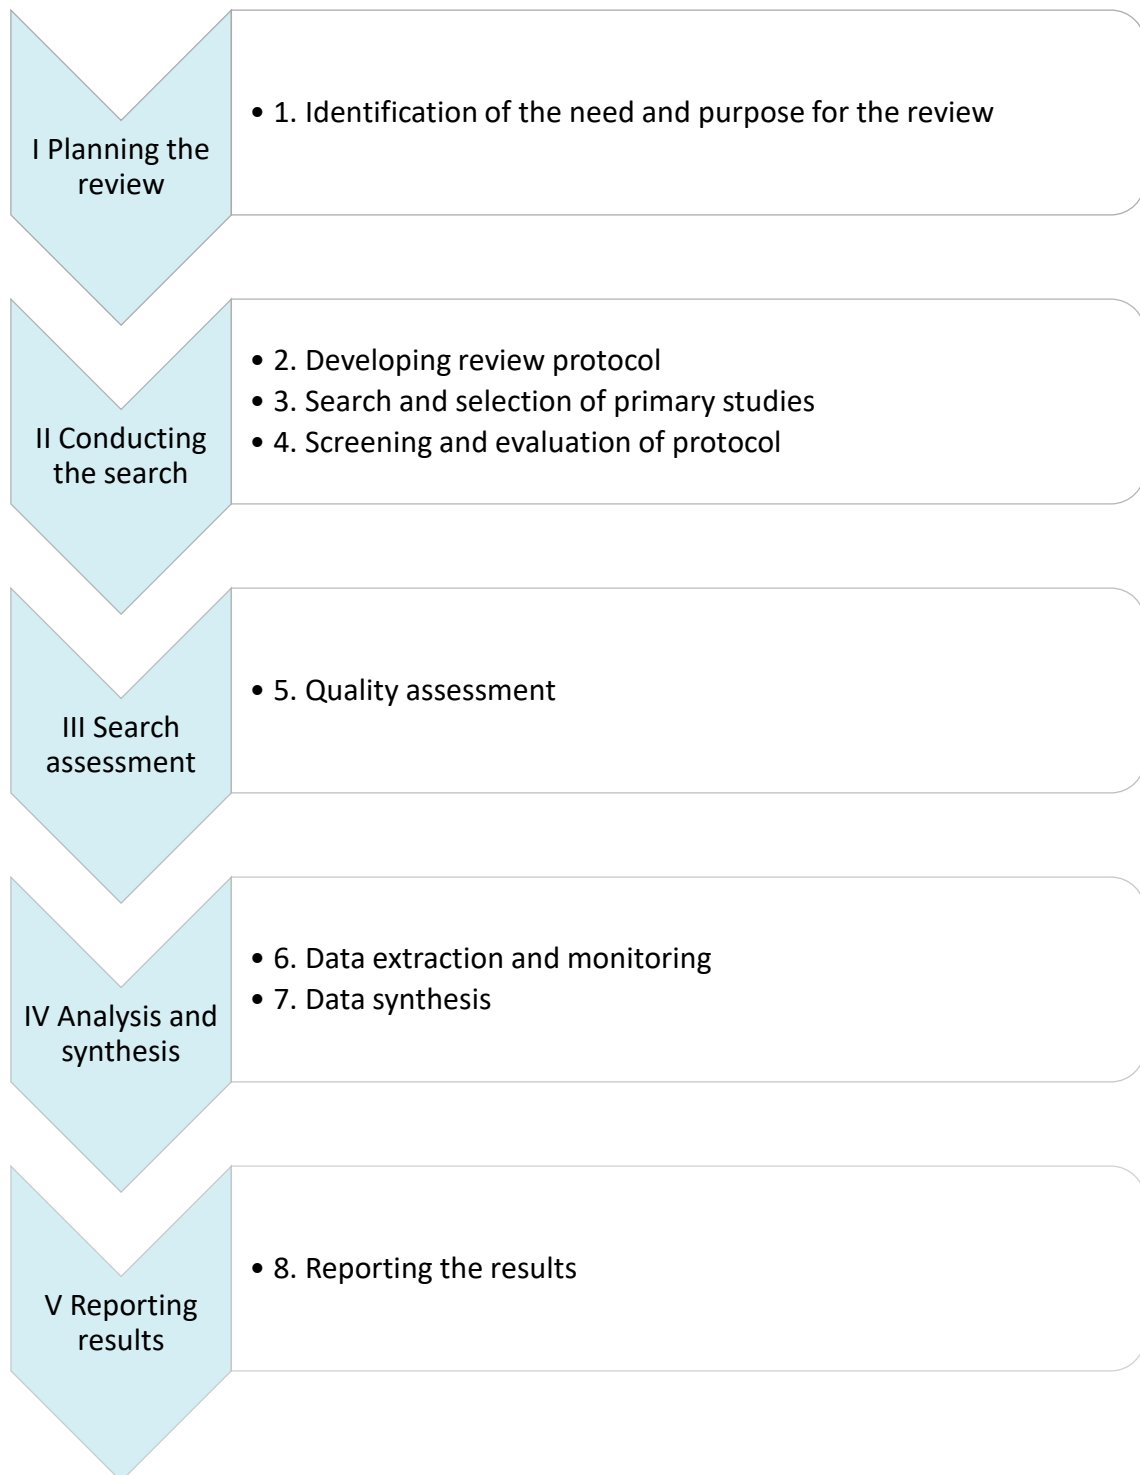 I Planning the
review
• 1. Identification of the need and purpose for the review
II Conducting
the search
• 2. Developing review protocol
• 3. Search and selection of primary studies
• 4. Screening and evaluation of protocol
III Search
assessment
• 5. Quality assessment
IV Analysis and
synthesis
• 6. Data extraction and monitoring
• 7. Data synthesis
V Reporting
results
• 8. Reporting the results